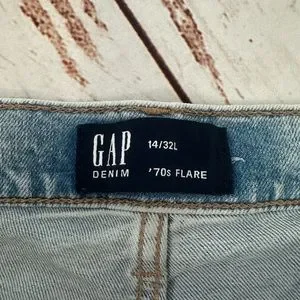 GAP
DENIM
14/32L
'70s FLARE